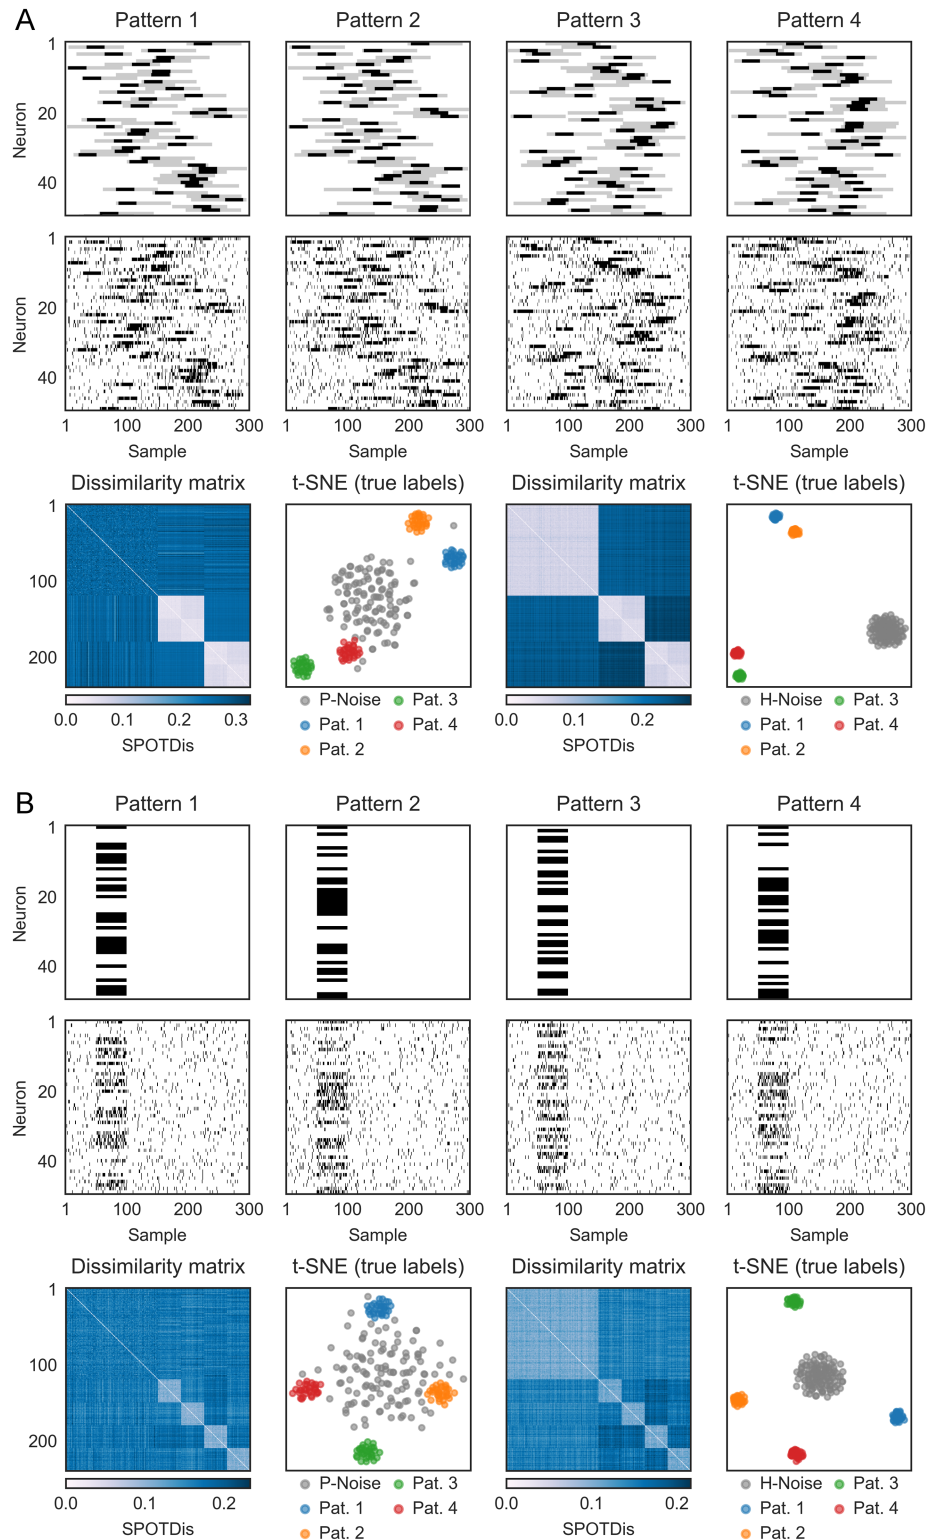 A
Pattern 1 Pattern 2 Pattern 3 Pattern 4
1
20
40
Neuron
1
20
40
Neuron
1 100 200 300 1 100 200 300 1 100 200 300 1 100 200 300
Sample Sample Sample Sample
Dissimilarity matrix t-SNE (true labels) Dissimilarity matrix t-SNE (true labels)
1
100
200
0.0 0.1 0.2 0.3 0.0 0.1 0.2
SPOTDis SPOTDis
P-Noise Pat. 3 H-Noise Pat. 3
Pat. 1 Pat. 4 Pat. 1 Pat. 4
Pat. 2 Pat. 2
B
Pattern 1 Pattern 2 Pattern 3 Pattern 4
1
20
40
Neuron
1
20
40
Neuron
1 100 200 300 1 100 200 300 1 100 200 300 1 100 200 300
Sample Sample Sample Sample
Dissimilarity matrix t-SNE (true labels) Dissimilarity matrix t-SNE (true labels)
1
100
200
0.0 0.1 0.2 0.0 0.1 0.2
SPOTDis SPOTDis
P-Noise Pat. 3 H-Noise Pat. 3
Pat. 1 Pat. 4 Pat. 1 Pat. 4
Pat. 2 Pat. 2